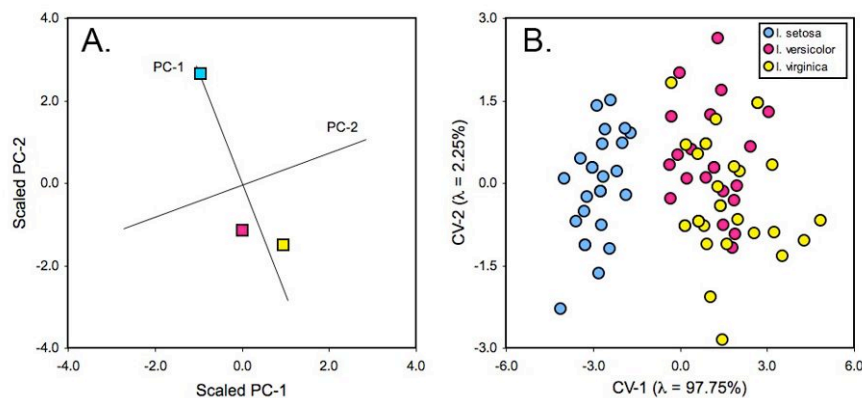 A.
4.0
2.0
0.0
-2.0
-4.0
Scaled PC-2
PC-1
PC-2
-4.0 -2.0 0.0 2.0 4.0
Scaled PC-1
B.
I. setosa
I. versicolor
I. virginica
3.0
1.5
0.0
-1.5
-3.0
CV-2 (λ = 2.25%)
-6.0 -3.0 0.0 3.0 6.0
CV-1 (λ = 97.75%)